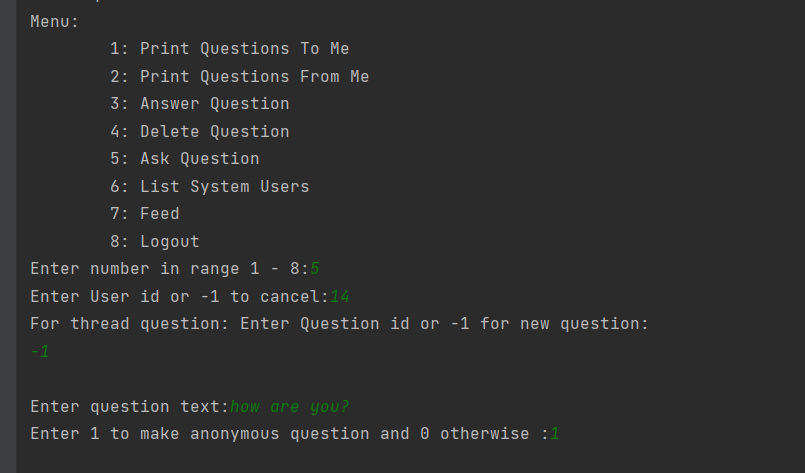 Menu:
1: Print Questions To Me
2: Print Questions From Me
3: Answer Question
4: Delete Question
5: Ask Question
6: List System Users
7: Feed
8: Logout
Enter number in range 1 - 8:5
Enter User id or -1 to cancel:14
For thread question: Enter Question id or -1 for new question:
-1
Enter question text:how are you?
Enter 1 to make anonymous question and 0 otherwise :1